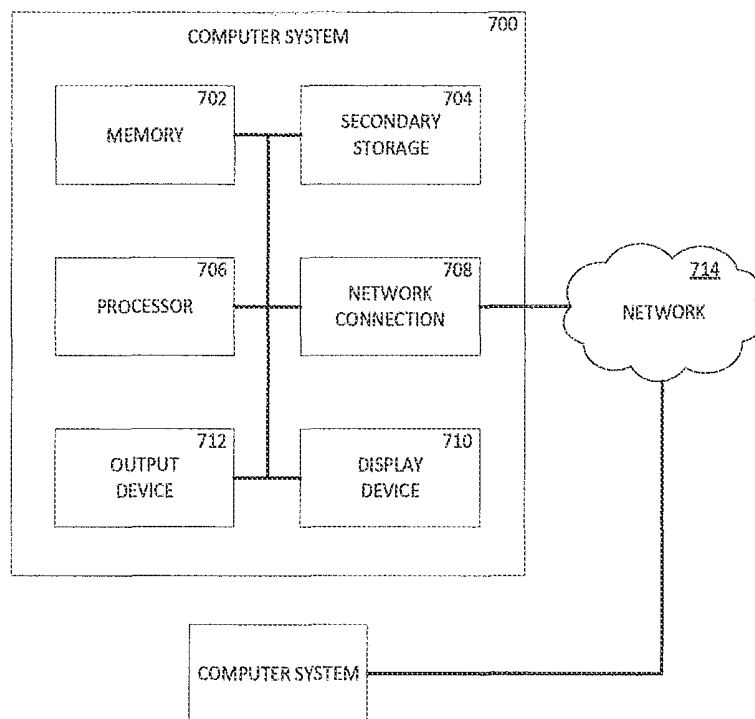 COMPUTER SYSTEM
700
702
MEMORY
704
SECONDARY
STORAGE
706
PROCESSOR
708
NETWORK
CONNECTION
714
NETWORK
712
OUTPUT
DEVICE
710
DISPLAY
DEVICE
COMPUTER SYSTEM